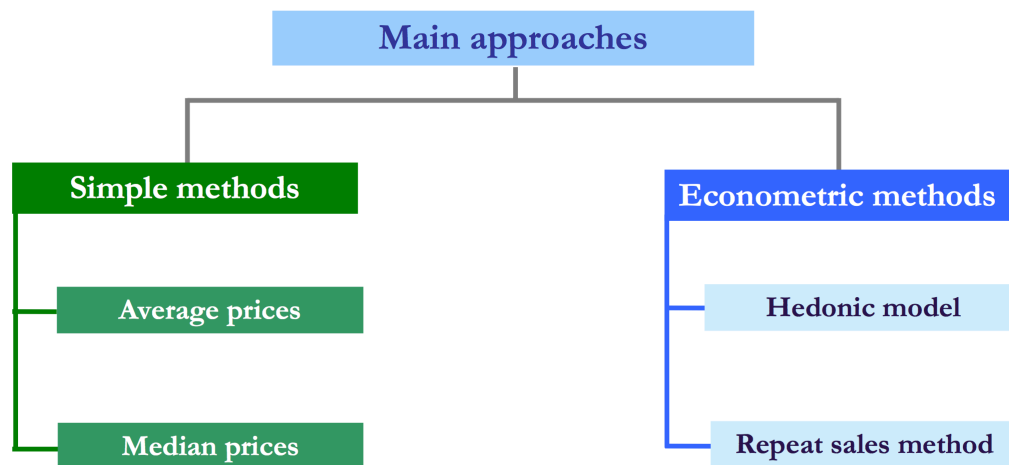 Main approaches
Simple methods
Econometric methods
Average prices
Hedonic model
Median prices
Repeat sales method